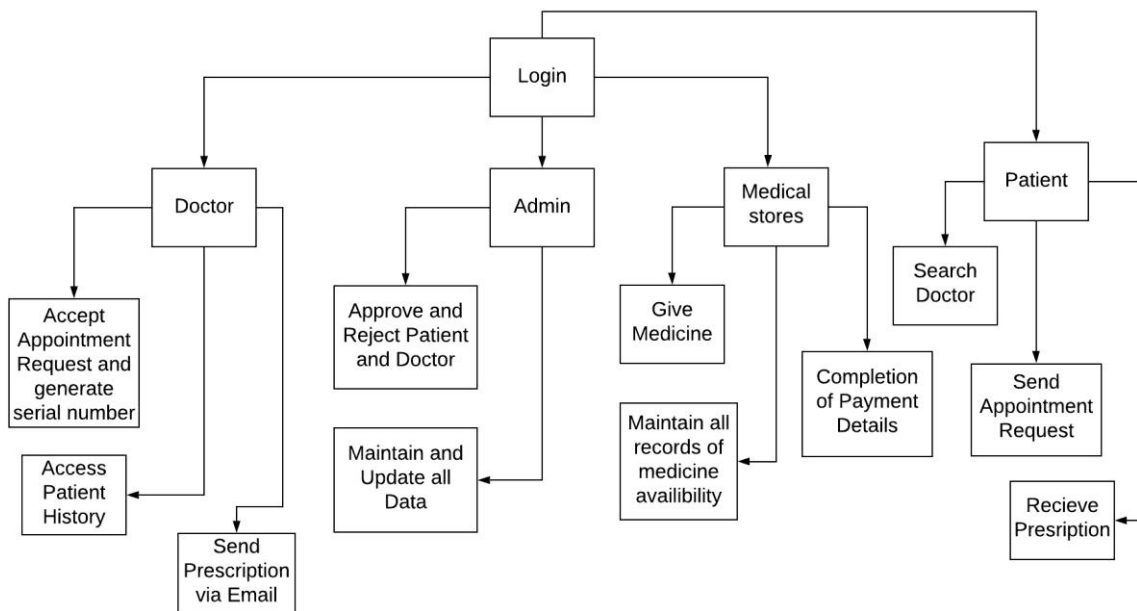 Login
Doctor
Admin
Medical
stores
Patient
Accept
Appointment
Request and
generate
serial number
Access
Patient
History
Send
Prescription
via Email
Approve and
Reject Patient
and Doctor
Maintain and
Update all
Data
Give
Medicine
Maintain all
records of
medicine
availibility
Completion
of Payment
Details
Search
Doctor
Send
Appointment
Request
Recieve
Presription